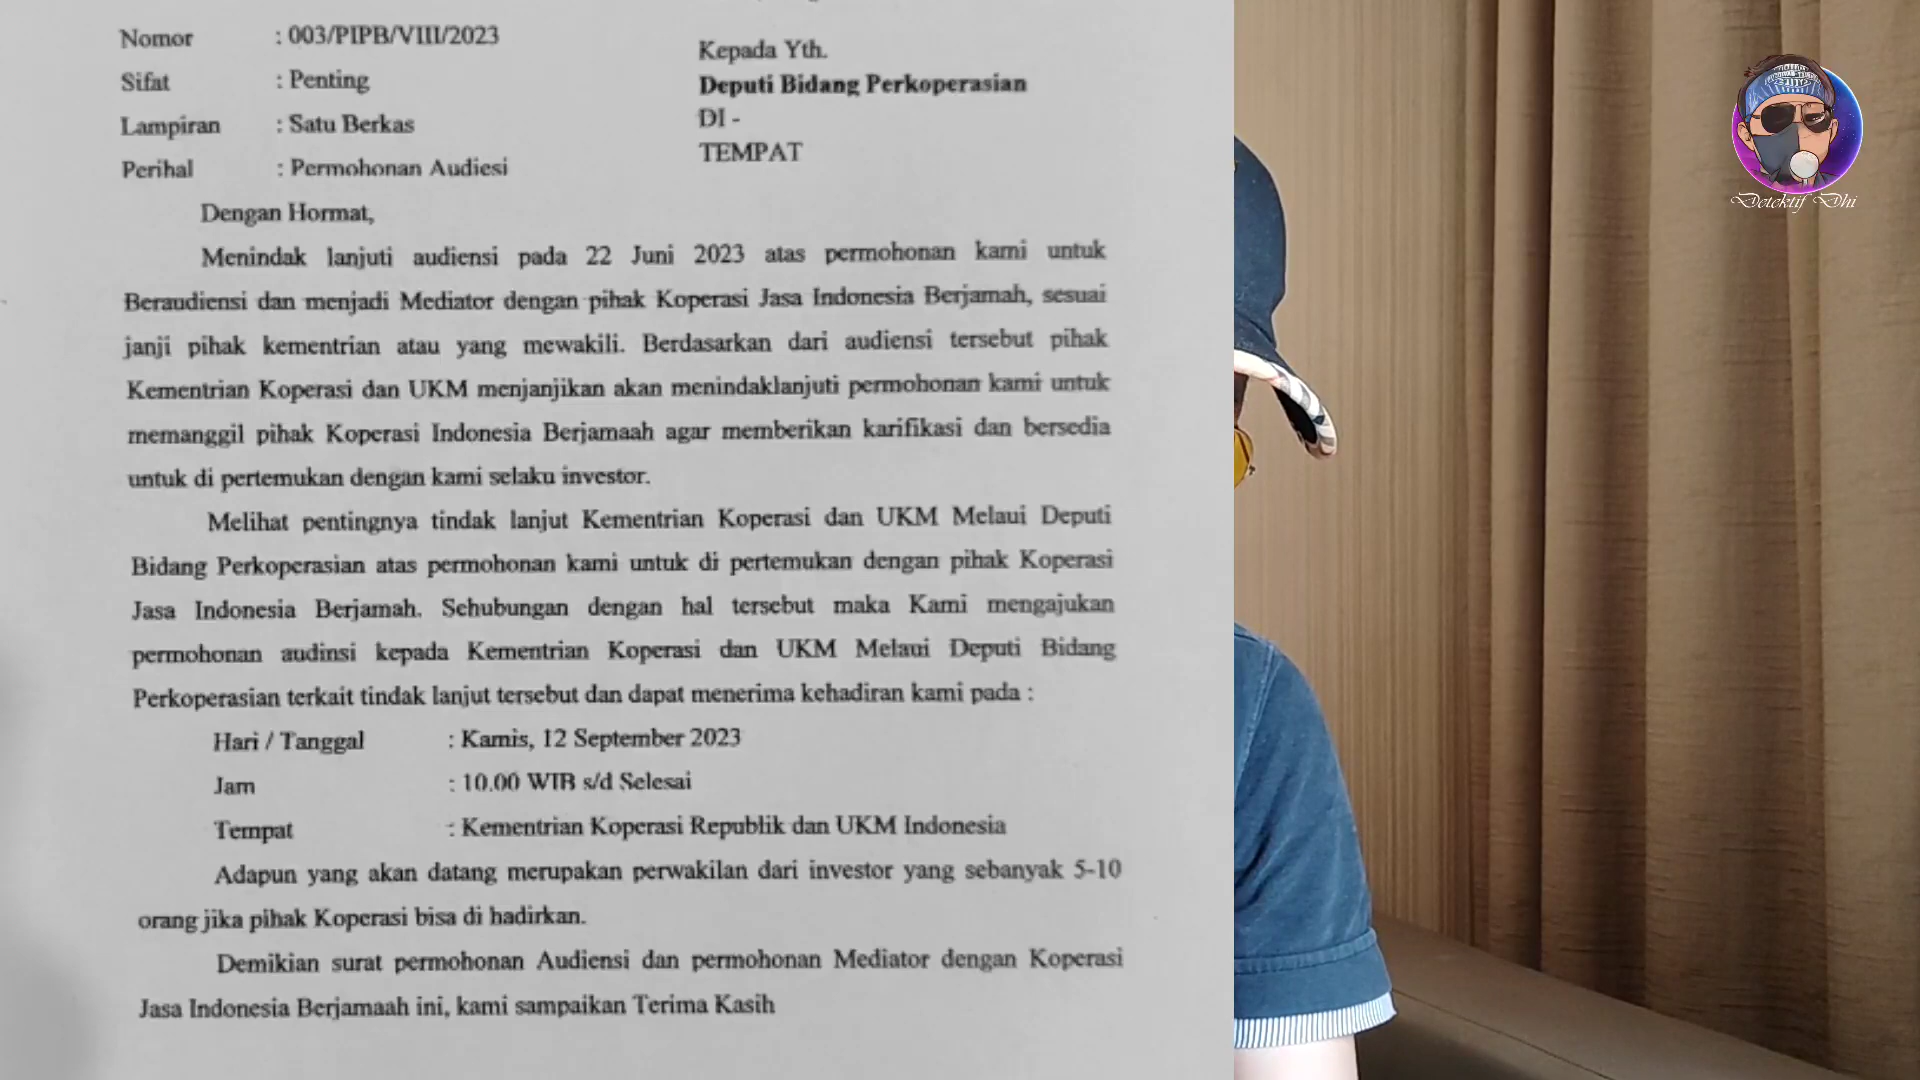 Nomor : 003/PIPB/VIII/2023
Sifat : Penting
Lampiran : Satu Berkas
Perihal : Permohonan Audiesi
Kepada Yth.
Deputi Bidang Perkoperasian
DI -
TEMPAT
Dengan Hormat,
Menindak lanjuti audiensi pada 22 Juni 2023 atas permohonan kami untuk
Beraudiensi dan menjadi Mediator dengan pihak Koperasi Jasa Indonesia Berjamah, sesuai
janji pihak kementrian atau yang mewakili. Berdasarkan dari audiensi tersebut pihak
Kementrian Koperasi dan UKM menjanjikan akan menindaklanjuti permohonan kami untuk
memanggil pihak Koperasi Indonesia Berjamaah agar memberikan karifikasi dan bersedia
untuk di pertemukan dengan kami selaku investor.
Melihat pentingnya tindak lanjut Kementrian Koperasi dan UKM Melaui Deputi
Bidang Perkoperasian atas permohonan kami untuk di pertemukan dengan pihak Koperasi
Jasa Indonesia Berjamah. Sehubungan dengan hal tersebut maka Kami mengajukan
permohonan audinsi kepada Kementrian Koperasi dan UKM Melaui Deputi Bidang
Perkoperasian terkait tindak lanjut tersebut dan dapat menerima kehadiran kami pada :
Hari / Tanggal : Kamis, 12 September 2023
Jam : 10.00 WIB s/d Selesai
Tempat : Kementrian Koperasi Republik dan UKM Indonesia
Adapun yang akan datang merupakan perwakilan dari investor yang sebanyak 5-10
orang jika pihak Koperasi bisa di hadirkan.
Demikian surat permohonan Audiensi dan permohonan Mediator dengan Koperasi
Jasa Indonesia Berjamaah ini, kami sampaikan Terima Kasih
Detektif Dhi